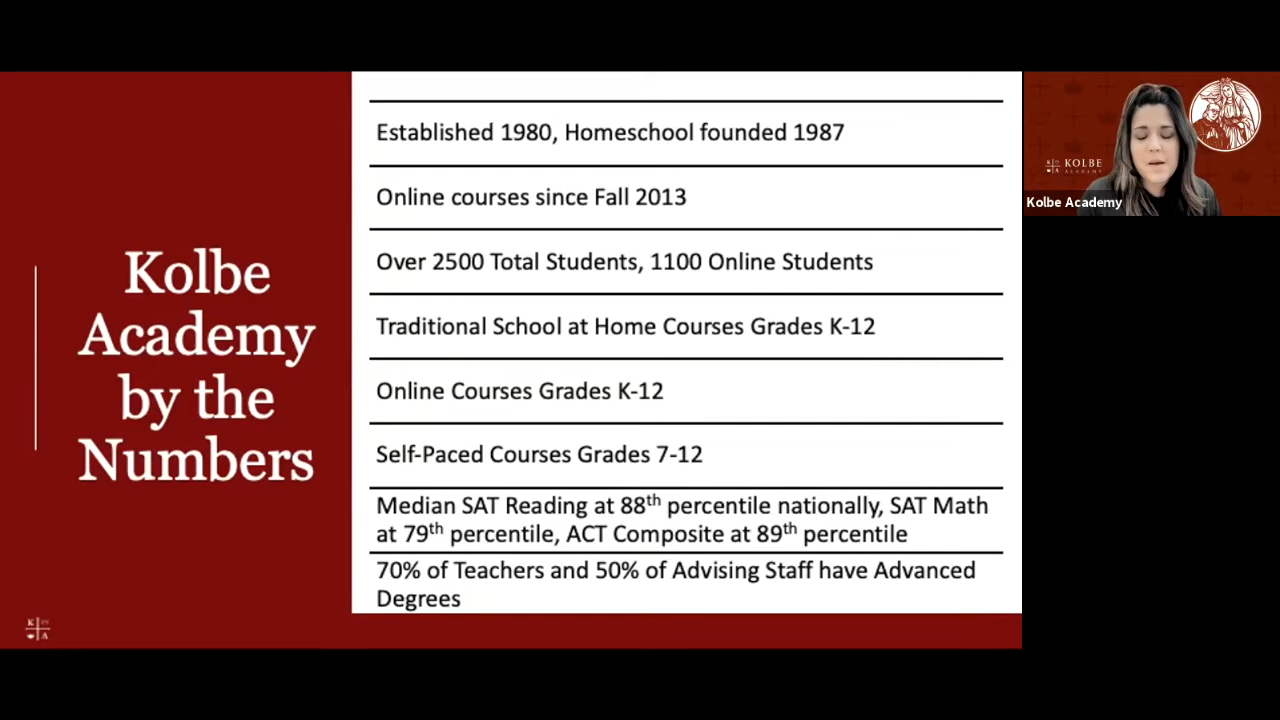 Kolbe
Academy
by the
Numbers
Established 1980, Homeschool founded 1987
Online courses since Fall 2013
Over 2500 Total Students, 1100 Online Students
Traditional School at Home Courses Grades K-12
Online Courses Grades K-12
Self-Paced Courses Grades 7-12
Median SAT Reading at 88th percentile nationally, SAT Math
at 79th percentile, ACT Composite at 89th percentile
70% of Teachers and 50% of Advising Staff have Advanced
Degrees
K
A
K
A
KOLBE
ACADEMY
Kolbe Academy